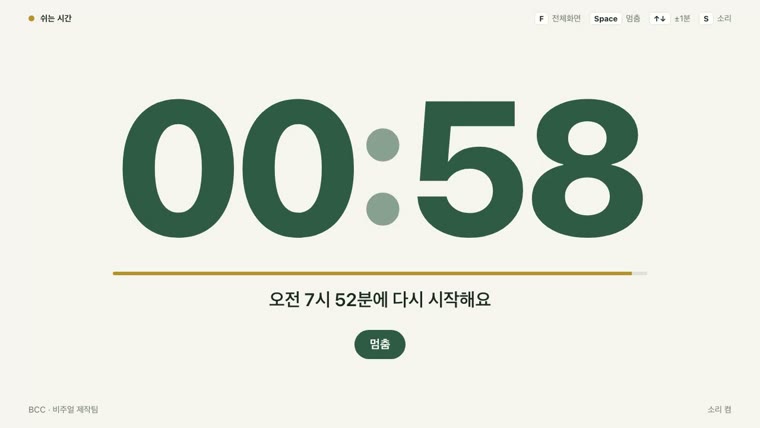 쉬는 시간
F 전체화면 Space 멈춤 ↑↓ ±1분 S 소리
00:58
오전 7시 52분에 다시 시작해요
멈춤
BCC · 비주얼 제작팀
소리 켬